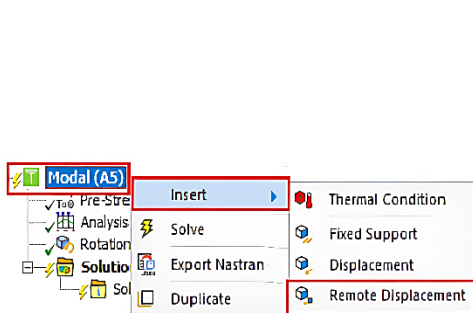 Modal (A5)
Pre-Stre
Analysis
Rotation
Solutio
Sol
Insert
Solve
Export Nastran
Duplicate
Thermal Condition
Fixed Support
Displacement
Remote Displacement